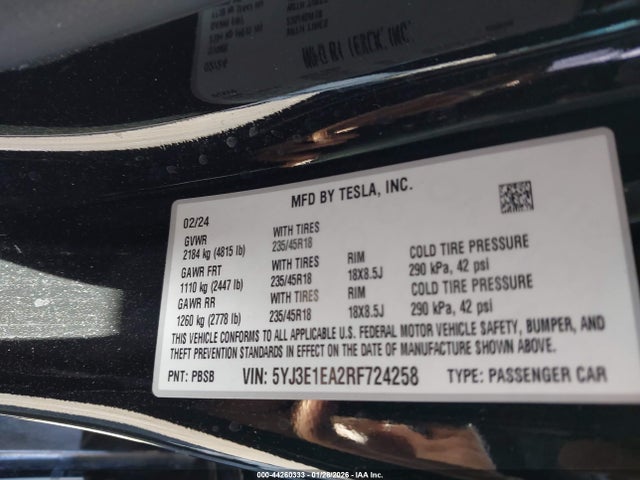 MFD BY TESLA, INC.
02/24
GVWR WITH TIRES
2184 kg (4815 lb) 235/45R18
GAWR FRT WITH TIRES RIM COLD TIRE PRESSURE
1110 kg (2447 lb) 235/45R18 18X8.5J 290 kPa, 42 psi
GAWR RR WITH TIRES RIM COLD TIRE PRESSURE
1260 kg (2778 lb) 235/45R18 18X8.5J 290 kPa, 42 psi
THIS VEHICLE CONFORMS TO ALL APPLICABLE U.S. FEDERAL MOTOR VEHICLE SAFETY, BUMPER, AND
THEFT PREVENTION STANDARDS IN EFFECT ON THE DATE OF MANUFACTURE SHOWN ABOVE.
PNT: PBSB VIN: 5YJ3E1EA2RF724258 TYPE: PASSENGER CAR
000-44260333 - 01/28/2026 - IAA Inc.